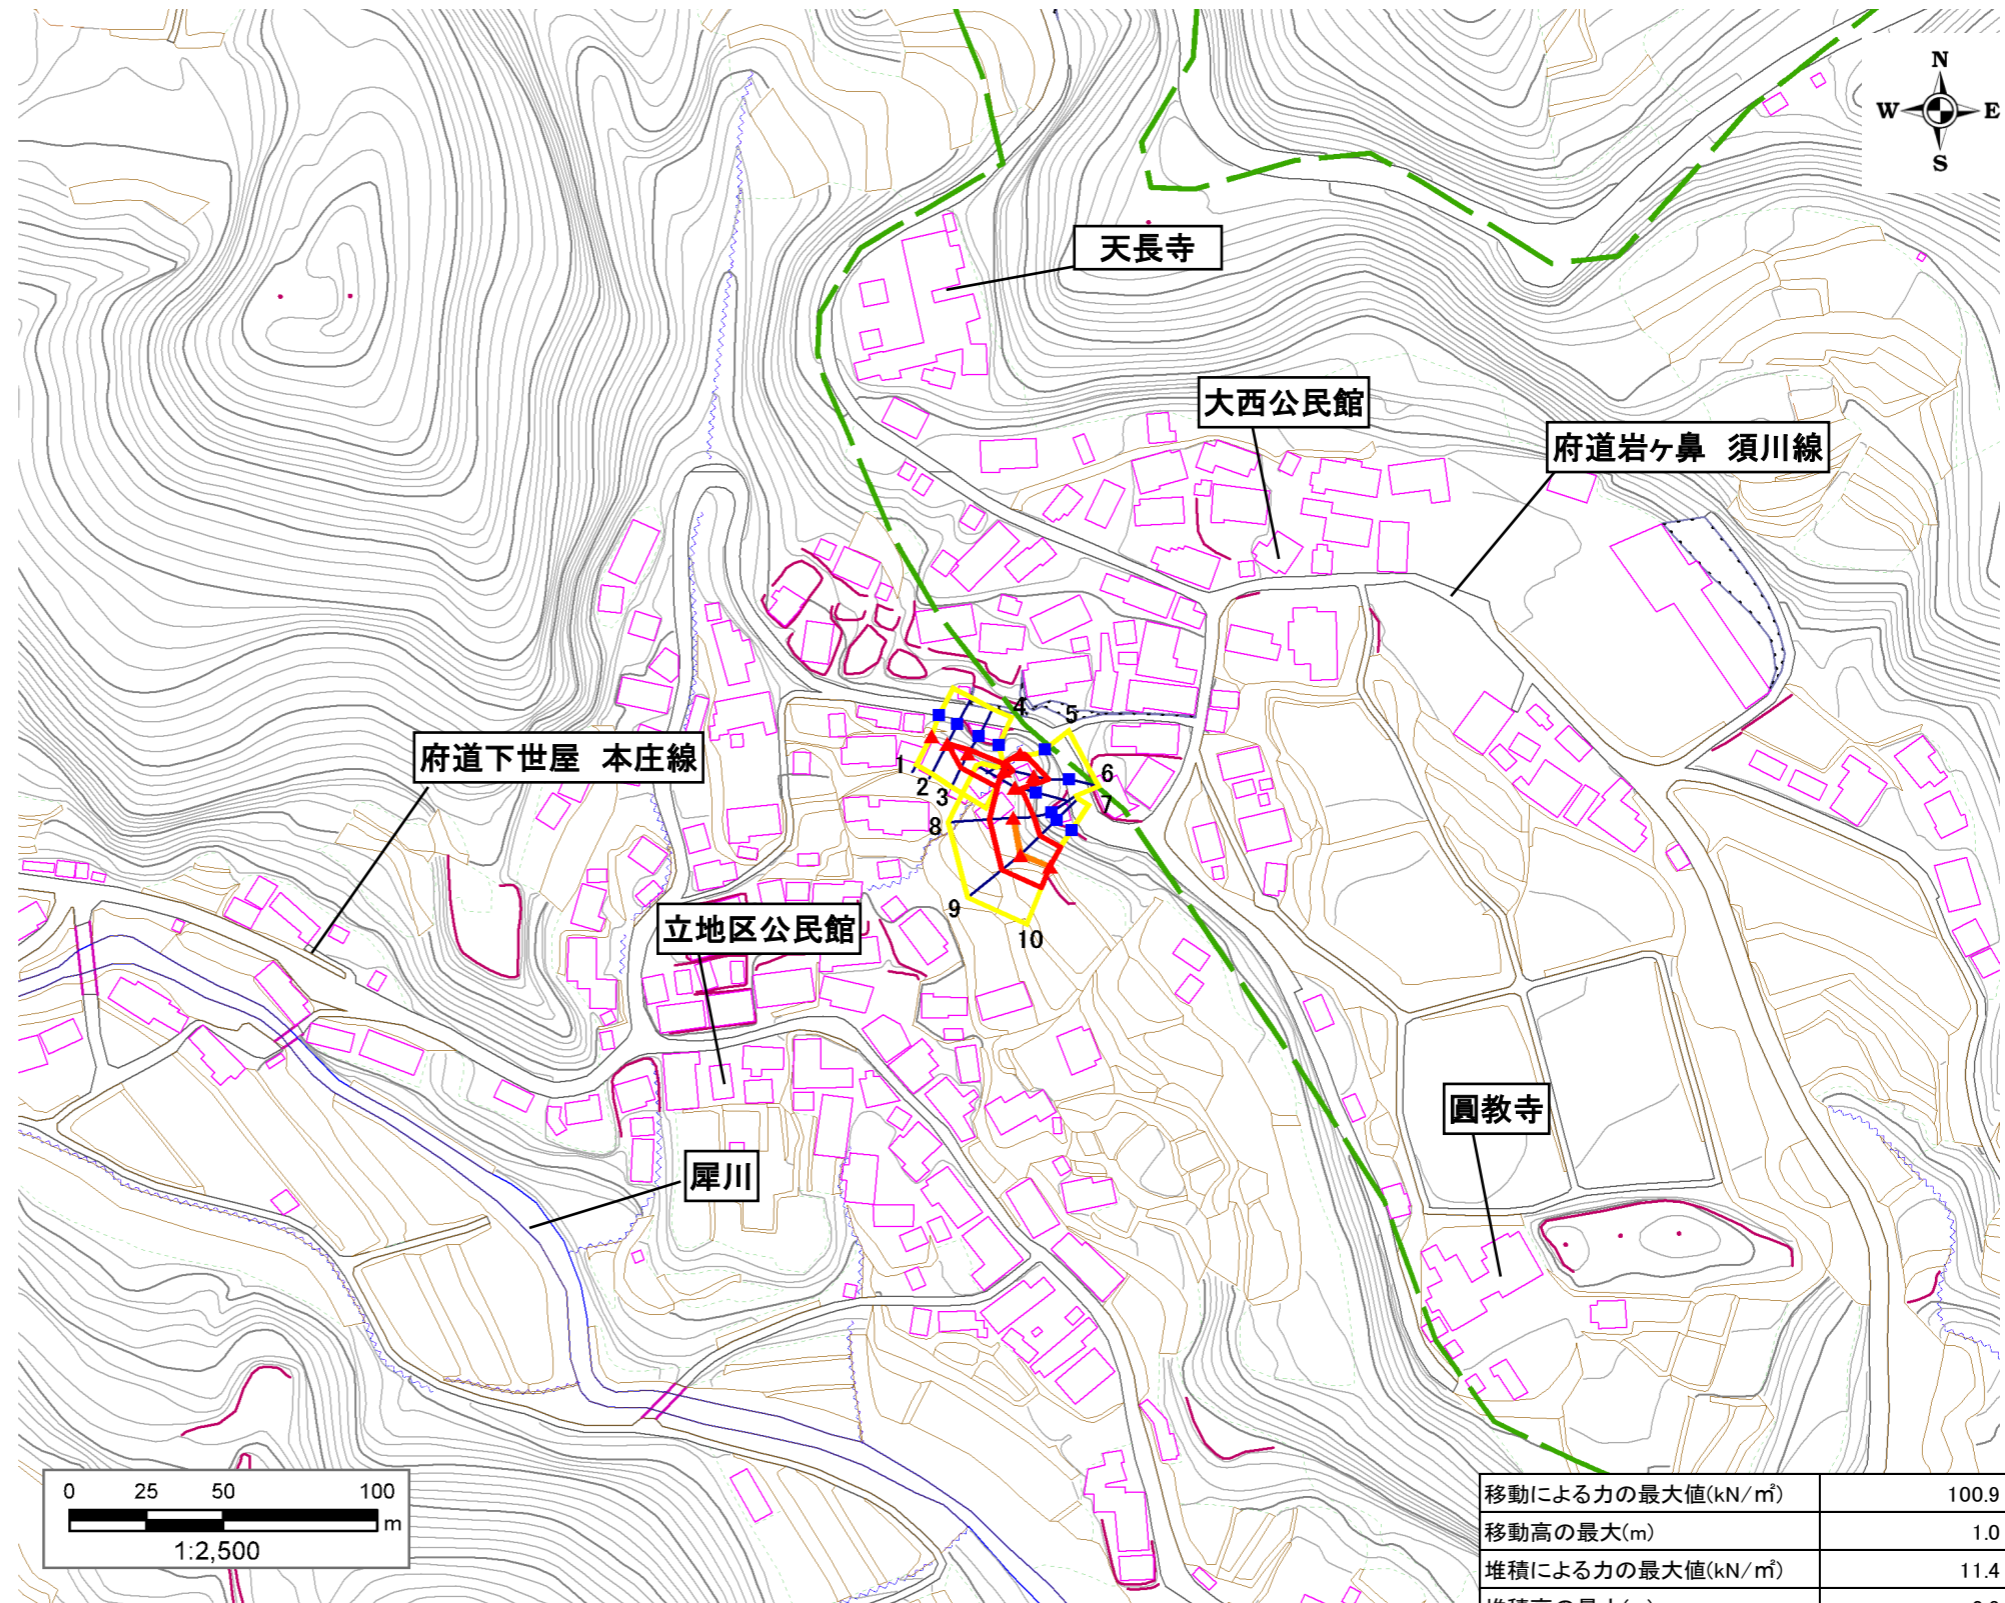 N
W E
S
天長寺
大西公民館
府道岩ヶ鼻　須川線
4
5
府道下世屋　本庄線
1
2
3
6
7
8
9
10
立地区公民館
圓教寺
犀川
0 25 50 100
m
1:2,500
移動による力の最大値(kN/㎡) 100.9
移動高の最大(m) 1.0
堆積による力の最大値(kN/㎡) 11.4